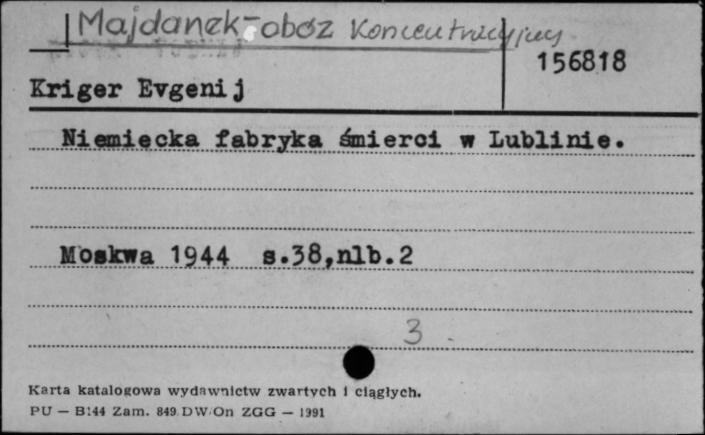 Majdanek-obóz koncentracyjny
156818
Kriger Evgenij
Niemiecka fabryka śmierci w Lublinie.
Moskwa 1944 s.38,nlb.2
3
Karta katalogowa wydawnictw zwartych i ciągłych.
PU — B144 Zam. 849 DW/On ZGG — 1991